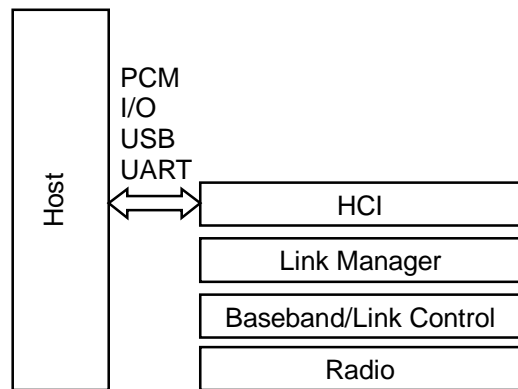 Host
PCM
I/O
USB
UART
HCI
Link Manager
Baseband/Link Control
Radio